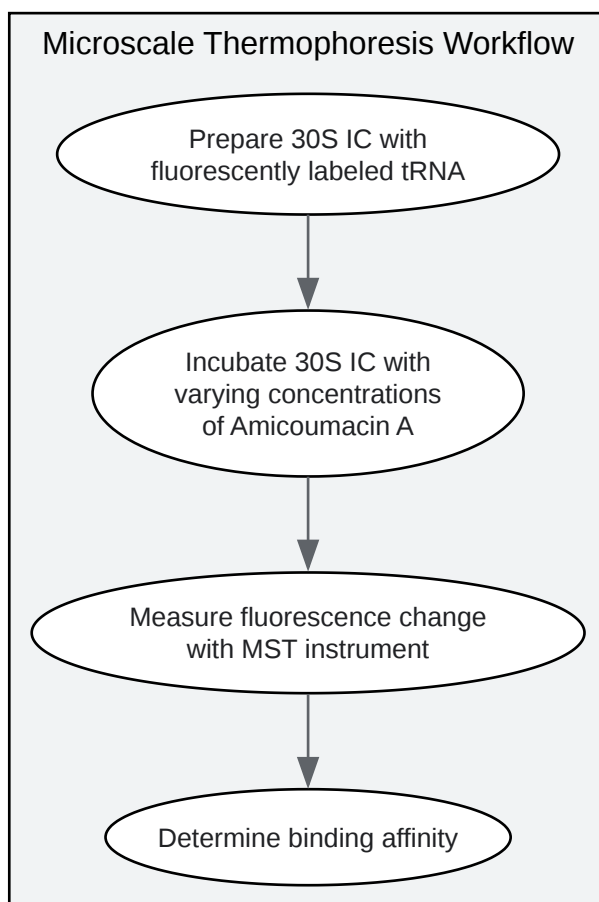 Microscale Thermophoresis Workflow
Prepare 30S IC with
fluorescently labeled tRNA
Incubate 30S IC with
varying concentrations
of Amicoumacin A
Measure fluorescence change
with MST instrument
Determine binding affinity